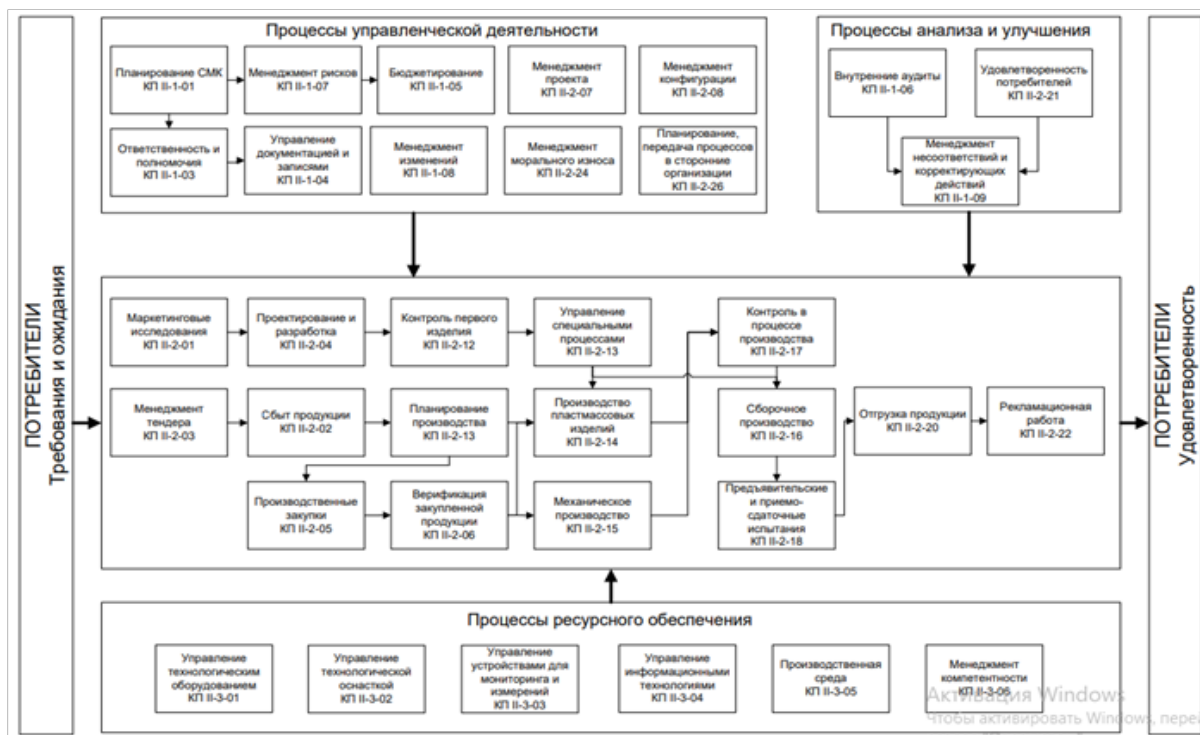 ПОТРЕБИТЕЛИ
Требования и ожидания
Процессы управленческой деятельности
Планирование СМК
КП II-1-01
Менеджмент рисков
КП II-1-07
Бюджетирование
КП II-1-05
Менеджмент
проекта
КП II-2-07
Менеджмент
конфигурации
КП II-2-08
Ответственность и
полномочия
КП II-1-03
Управление
документацией и
записями
КП II-1-04
Менеджмент
изменений
КП II-1-08
Менеджмент
морального износа
КП II-2-24
Планирование,
передача процессов
в сторонние
организации
КП II-2-26
Процессы анализа и улучшения
Внутренние аудиты
КП II-1-06
Удовлетворенность
потребителей
КП II-2-21
Менеджмент
несоответствий и
корректирующих
действий
КП II-1-09
Маркетинговые
исследования
КП II-2-01
Проектирование и
разработка
КП II-2-04
Контроль первого
изделия
КП II-2-12
Управление
специальными
процессами
КП II-2-13
Контроль в
процессе
производства
КП II-2-17
Менеджмент
тендера
КП II-2-03
Сбыт продукции
КП II-2-02
Планирование
производства
КП II-2-13
Производство
пластмассовых
изделий
КП II-2-14
Сборочное
производство
КП II-2-16
Отгрузка продукции
КП II-2-20
Рекламационная
работа
КП II-2-22
Производственные
закупки
КП II-2-05
Верификация
закупленной
продукции
КП II-2-06
Механическое
производство
КП II-2-15
Предъявительские
и приемо-
сдаточные
испытания
КП II-2-18
Процессы ресурсного обеспечения
Управление
технологическим
оборудованием
КП II-3-01
Управление
технологической
оснасткой
КП II-3-02
Управление
устройствами для
мониторинга и
измерений
КП II-3-03
Управление
информационными
технологиями
КП II-3-04
Производственная
среда
КП II-3-05
Менеджмент
компетентности
КП II-3-06
ПОТРЕБИТЕЛИ
Удовлетворенность
Активация Windows
Чтобы активировать Windows, перей